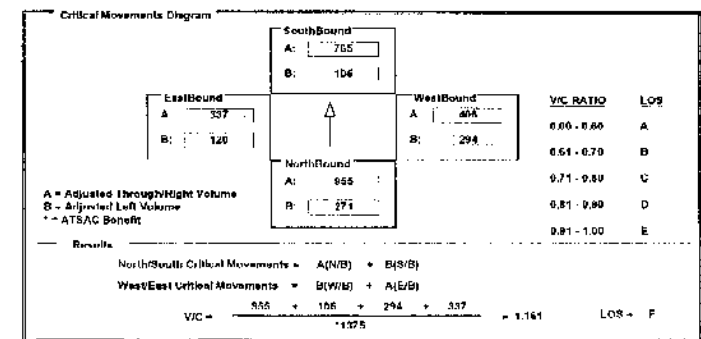 Critical Movements Diagram
SouthBound
A: 765
B: 106
EastBound
A 337
B: 120
WestBound
A 406
B: 294
NorthBound
A: 955
B: 271
V/C RATIO LOS
0.00 - 0.60 A
0.61 - 0.70 B
0.71 - 0.80 C
0.81 - 0.90 D
0.91 - 1.00 E
A = Adjusted Through/Right Volume
B = Adjusted Left Volume
* = ATSAC Benefit
Results
North/South Critical Movements = A(N/B) + B(S/B)
West/East Critical Movements = B(W/B) + A(E/B)
V/C = 955 + 106 + 294 + 337 = 1.161 LOS = F
*1375